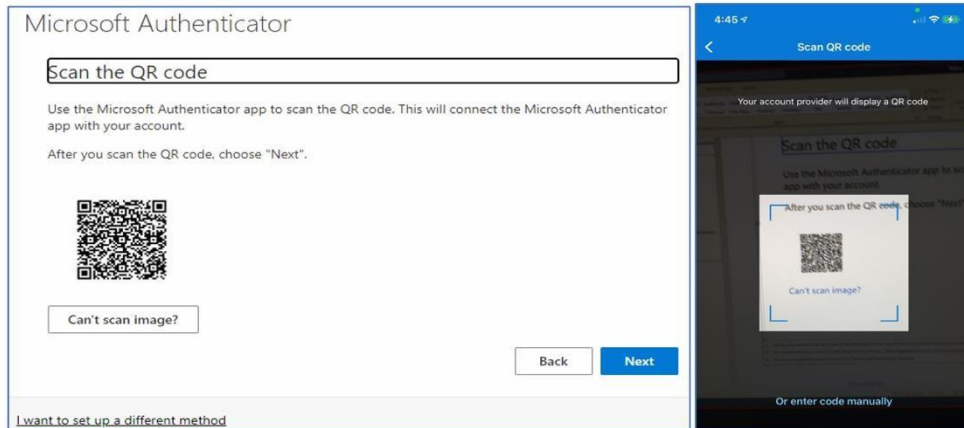 Microsoft Authenticator
Scan the QR code
Use the Microsoft Authenticator app to scan the QR code. This will connect the Microsoft Authenticator
app with your account.
After you scan the QR code, choose "Next".
Can't scan image?
Back
Next
I want to set up a different method
4:45
Scan QR code
Your account provider will display a QR code
Scan the QR code
Use the Microsoft Authenticator app to
app with your account.
After you scan the QR code, choose "Next"
Can't scan image?
Or enter code manually